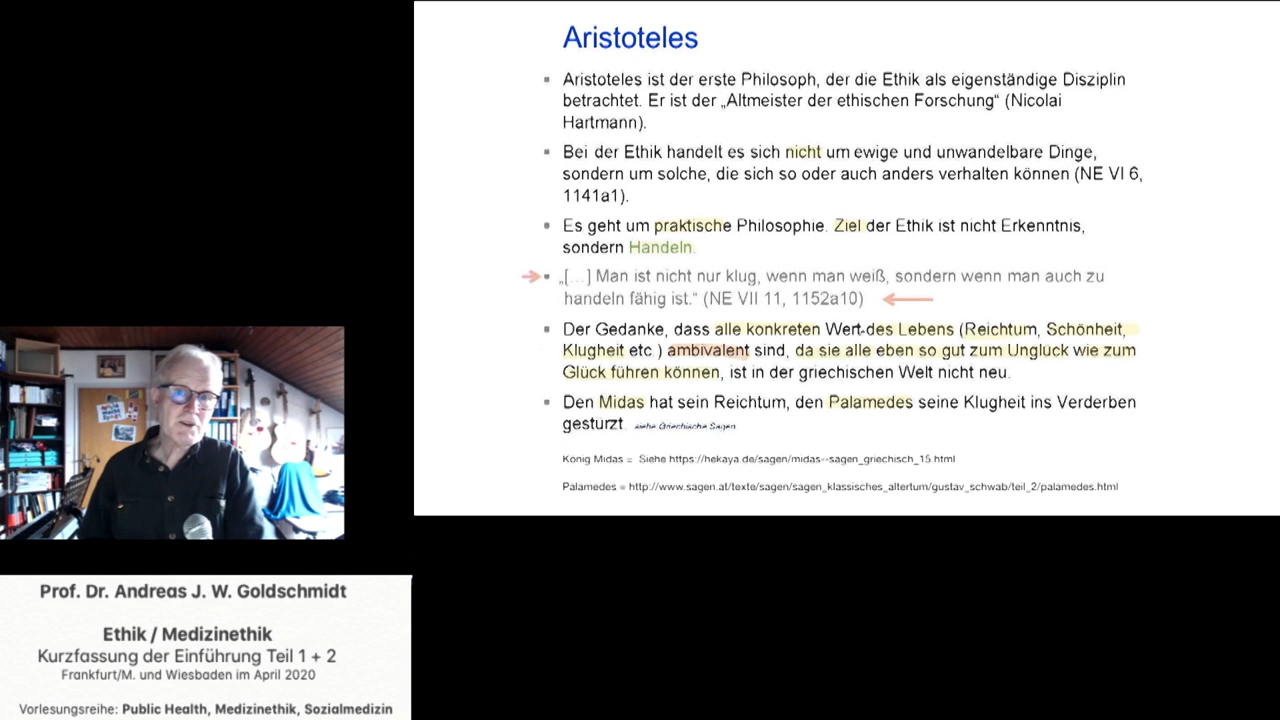 Aristoteles
Aristoteles ist der erste Philosoph, der die Ethik als eigenständige Disziplin
betrachtet. Er ist der „Altmeister der ethischen Forschung“ (Nicolai
Hartmann).
Bei der Ethik handelt es sich nicht um ewige und unwandelbare Dinge,
sondern um solche, die sich so oder auch anders verhalten können (NE VI 6,
1141a1).
Es geht um praktische Philosophie. Ziel der Ethik ist nicht Erkenntnis,
sondern Handeln.
„[...] Man ist nicht nur klug, wenn man weiß, sondern wenn man auch zu
handeln fähig ist.“ (NE VII 11, 1152a10)
Der Gedanke, dass alle konkreten Wert des Lebens (Reichtum, Schönheit,
Klugheit etc.) ambivalent sind, da sie alle eben so gut zum Ungluck wie zum
Glück führen können, ist in der griechischen Welt nicht neu.
Den Midas hat sein Reichtum, den Palamedes seine Klugheit ins Verderben
gesturzt. siehe Griechische Sagen
Konig Midas = Siehe https://hekaya.de/sagen/midas--sagen_griechisch_15.html
Palamedes = http://www.sagen.at/texte/sagen/sagen_klassisches_altertum/gustav_schwab/teil_2/palamedes.html
Prof. Dr. Andreas J. W. Goldschmidt
Ethik / Medizinethik
Kurzfassung der Einführung Teil 1 + 2
Frankfurt/M. und Wiesbaden im April 2020
Vorlesungsreihe: Public Health, Medizinethik, Sozialmedizin